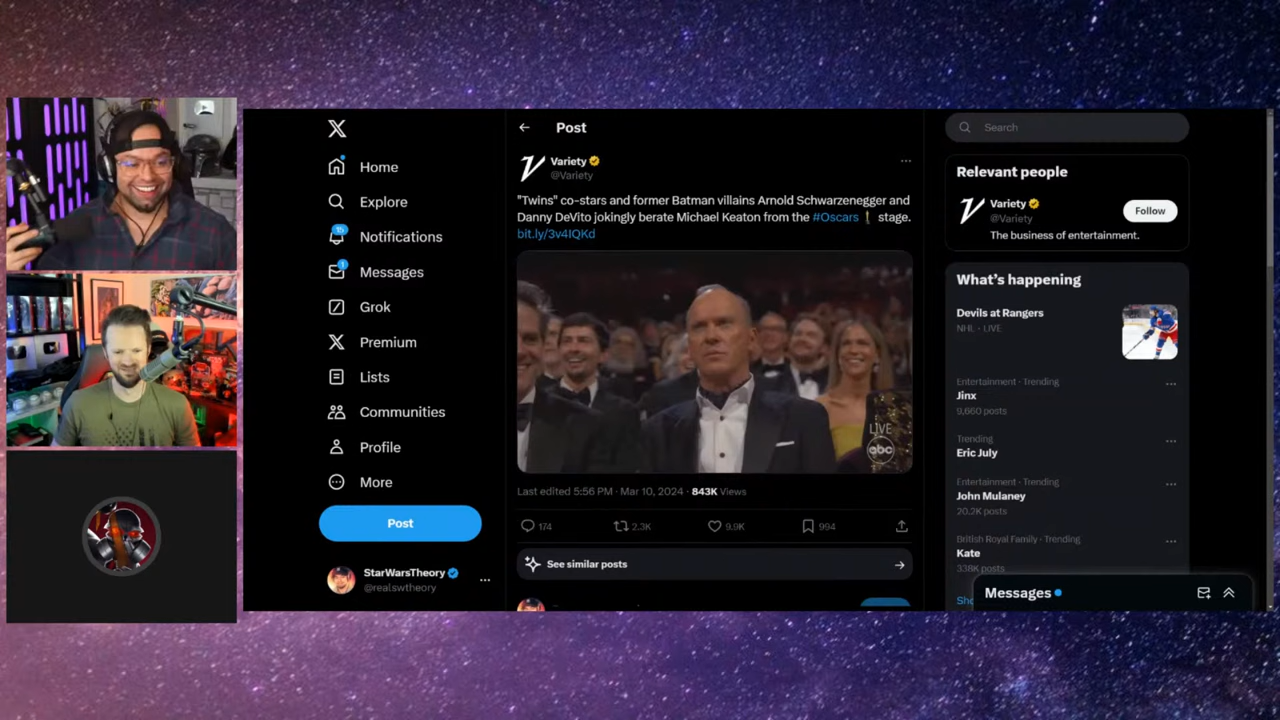 Post
Search
Home
Explore
15
Notifications
1
Messages
Grok
Premium
Lists
Communities
Profile
More
Post
StarWarsTheory
@realswtheory
Variety
@Variety
"Twins" co-stars and former Batman villains Arnold Schwarzenegger and
Danny DeVito jokingly berate Michael Keaton from the #Oscars stage.
bit.ly/3v4IQKd
LIVE
abc
Last edited 5:56 PM · Mar 10, 2024 · 843K Views
174
2.3K
9.9K
994
See similar posts
Relevant people
Variety
@Variety
Follow
The business of entertainment.
What's happening
Devils at Rangers
NHL · LIVE
Entertainment · Trending
Jinx
9,660 posts
Trending
Eric July
Entertainment · Trending
John Mulaney
20.2K posts
British Royal Family · Trending
Kate
338K posts
Sho
Messages